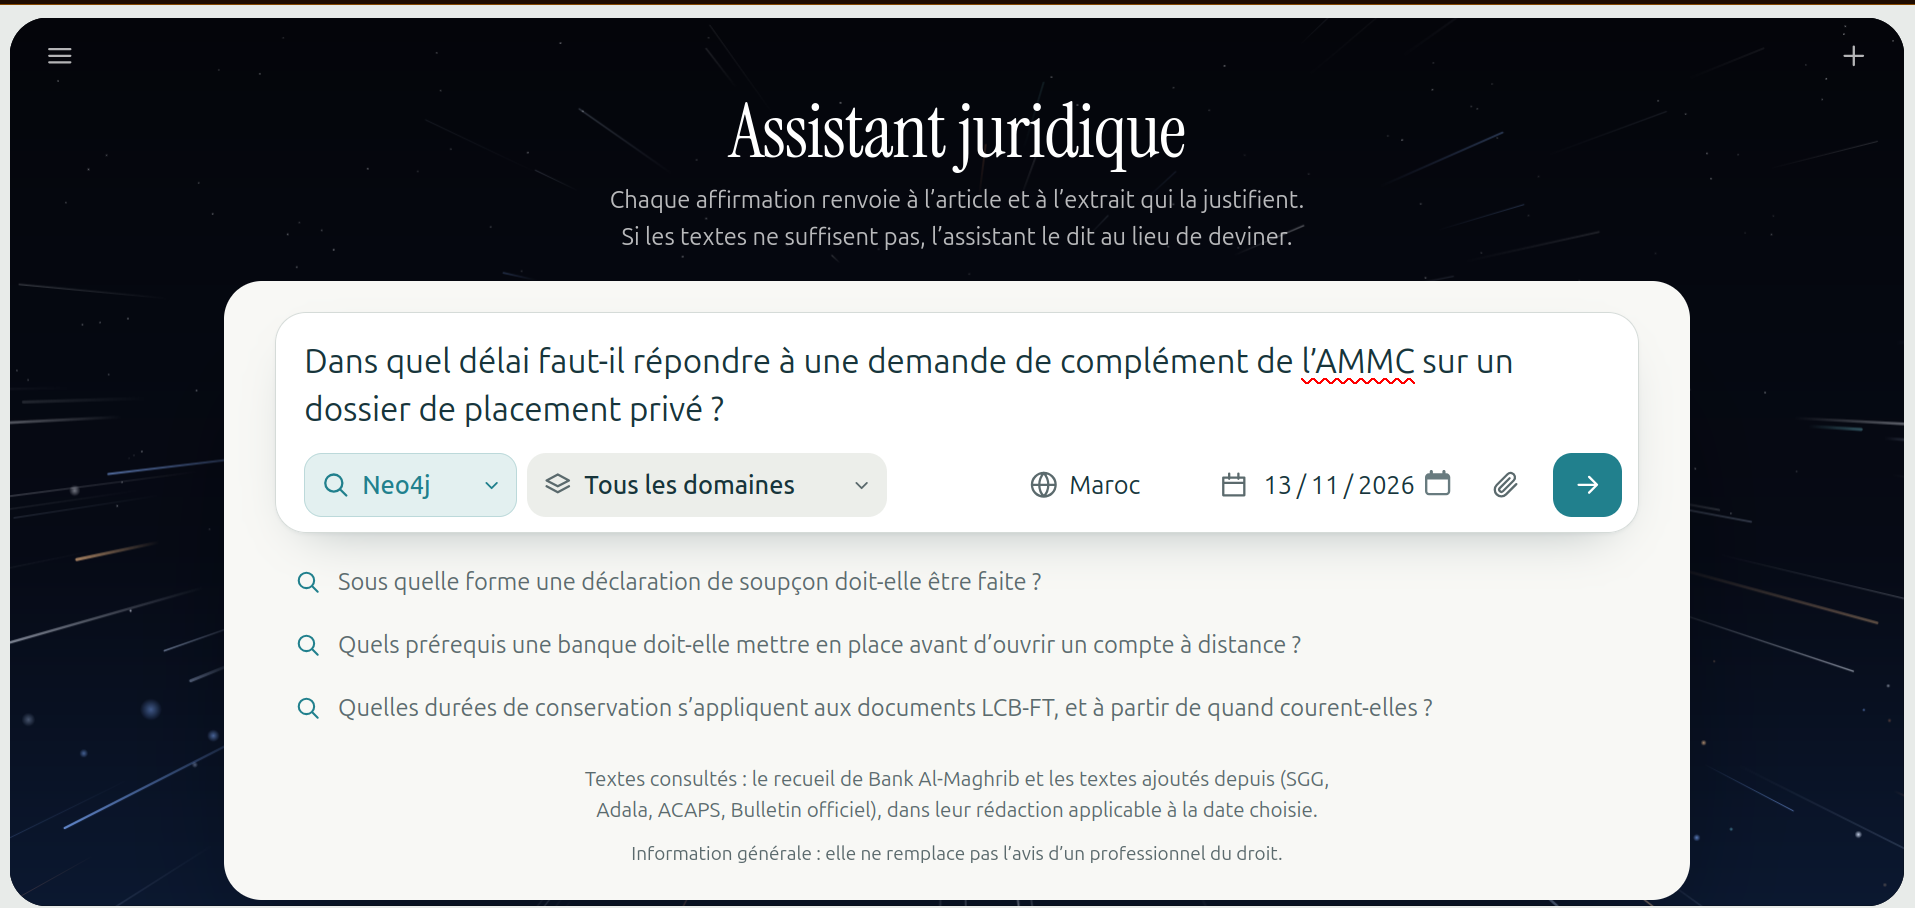 Assistant juridique
Chaque affirmation renvoie à l’article et à l’extrait qui la justifient.
Si les textes ne suffisent pas, l’assistant le dit au lieu de deviner.
Dans quel délai faut-il répondre à une demande de complément de l’AMMC sur un
dossier de placement privé ?
Neo4j
Tous les domaines
Maroc
13/11/2026
Sous quelle forme une déclaration de soupçon doit-elle être faite ?
Quels prérequis une banque doit-elle mettre en place avant d’ouvrir un compte à distance ?
Quelles durées de conservation s’appliquent aux documents LCB-FT, et à partir de quand courent-elles ?
Textes consultés : le recueil de Bank Al-Maghrib et les textes ajoutés depuis (SGG,
Adala, ACAPS, Bulletin officiel), dans leur rédaction applicable à la date choisie.
Information générale : elle ne remplace pas l’avis d’un professionnel du droit.